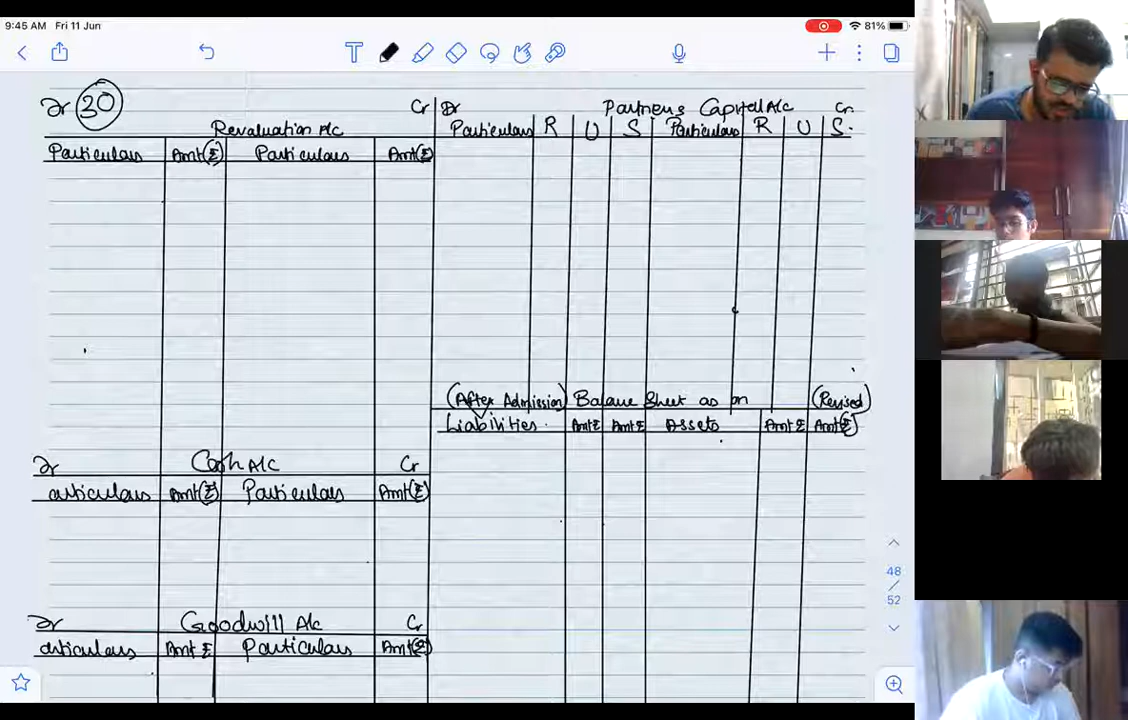 9:45 AM Fri 11 Jun
81%
Dr 30 Cr
Revaluation A/c
Particulars Amt(₹) Particulars Amt(₹)
Dr Partners Capital A/c Cr.
Particulars R U S Particulars R U S.
(After Admission) Balance Sheet as on (Revised)
Liabilities. Amt ₹ Amt ₹ Assets Amt ₹ Amt(₹)
Dr Cash A/c Cr
articulars Amt(₹) Particulars Amt(₹)
Dr Goodwill A/c Cr
articulars Amt ₹ Particulars Amt(₹)
48
/
52
T